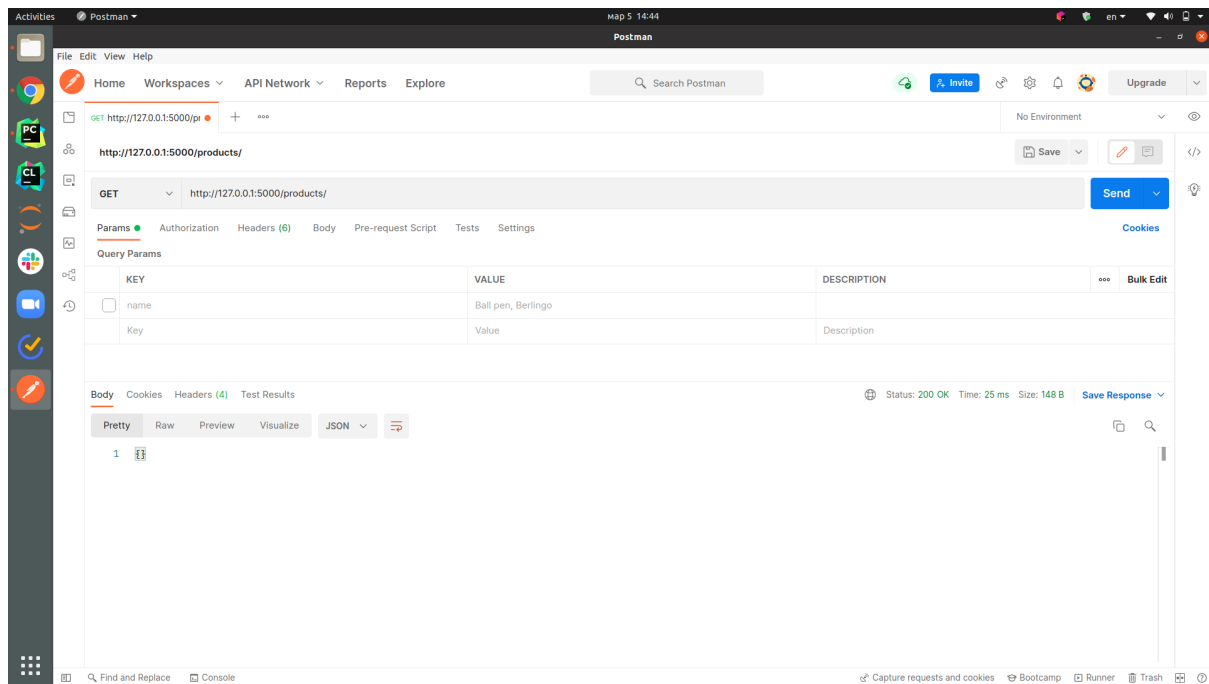 Activities Postman мар 5 14:44 en
Postman
File Edit View Help
Home Workspaces API Network Reports Explore Search Postman Invite Upgrade
GET http://127.0.0.1:5000/pr No Environment
http://127.0.0.1:5000/products/ Save
GET http://127.0.0.1:5000/products/ Send
Params Authorization Headers (6) Body Pre-request Script Tests Settings Cookies
Query Params
KEY VALUE DESCRIPTION Bulk Edit
name Ball pen, Berlingo
Key Value Description
Body Cookies Headers (4) Test Results Status: 200 OK Time: 25 ms Size: 148 B Save Response
Pretty Raw Preview Visualize JSON
1 {}
Find and Replace Console Capture requests and cookies Bootcamp Runner Trash
PC
CL